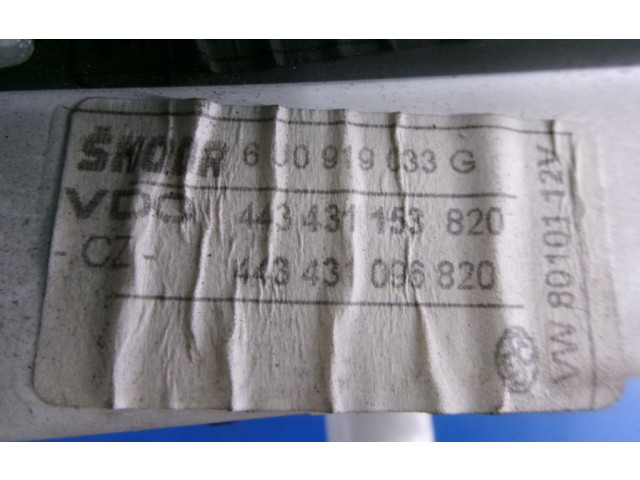 ŠKODA 6U0 919 033 G
VDO 443 431 153 820
- CZ - 443 431 096 820
VW 80101 12V